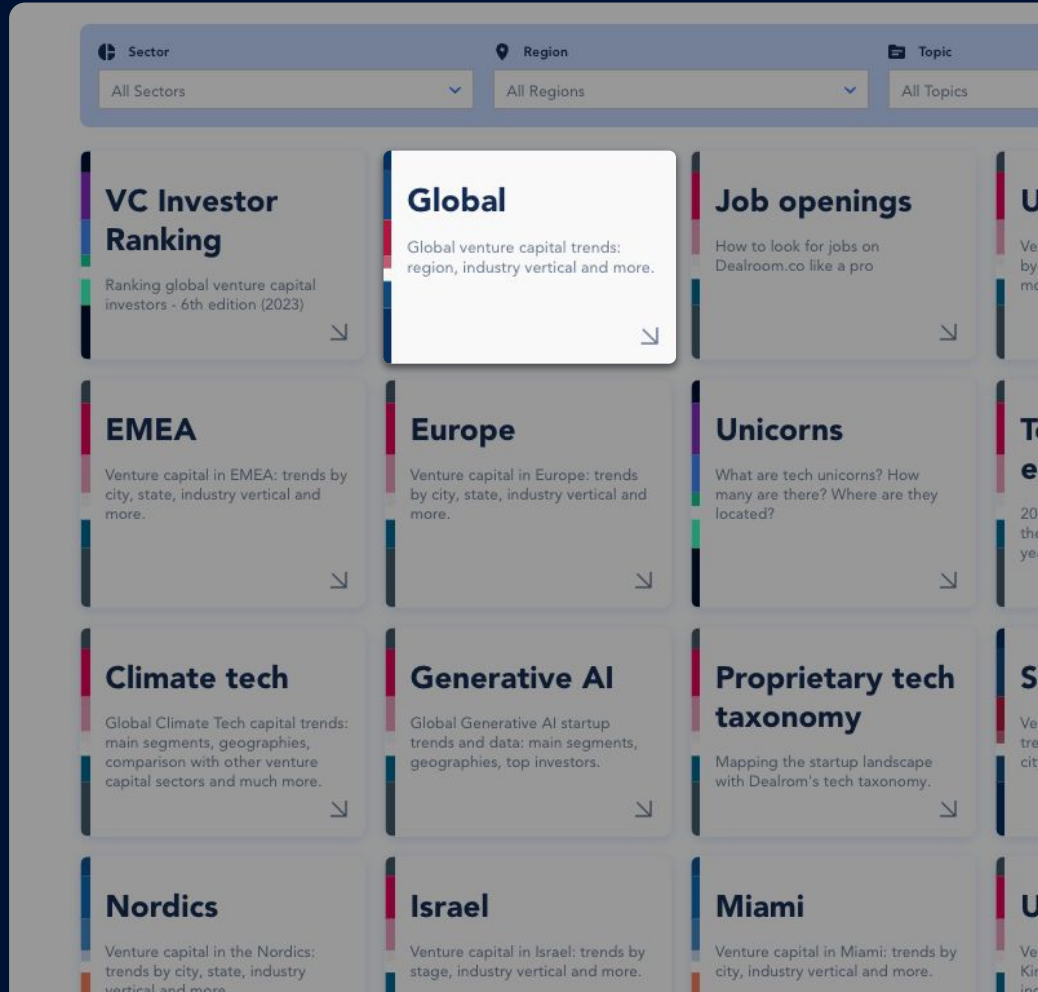 Sector
Region
Topic
All Sectors
All Regions
All Topics
VC Investor
Ranking
Ranking global venture capital
investors - 6th edition (2023)
Global
Global venture capital trends:
region, industry vertical and more.
Job openings
How to look for jobs on
Dealroom.co like a pro
EMEA
Venture capital in EMEA: trends by
city, state, industry vertical and
more.
Europe
Venture capital in Europe: trends
by city, state, industry vertical and
more.
Unicorns
What are tech unicorns? How
many are there? Where are they
located?
Climate tech
Global Climate Tech capital trends:
main segments, geographies,
comparison with other venture
capital sectors and much more.
Generative AI
Global Generative AI startup
trends and data: main segments,
geographies, top investors.
Proprietary tech
taxonomy
Mapping the startup landscape
with Dealrom's tech taxonomy.
Nordics
Venture capital in the Nordics:
trends by city, state, industry
vertical and more.
Israel
Venture capital in Israel: trends by
stage, industry vertical and more.
Miami
Venture capital in Miami: trends by
city, industry vertical and more.